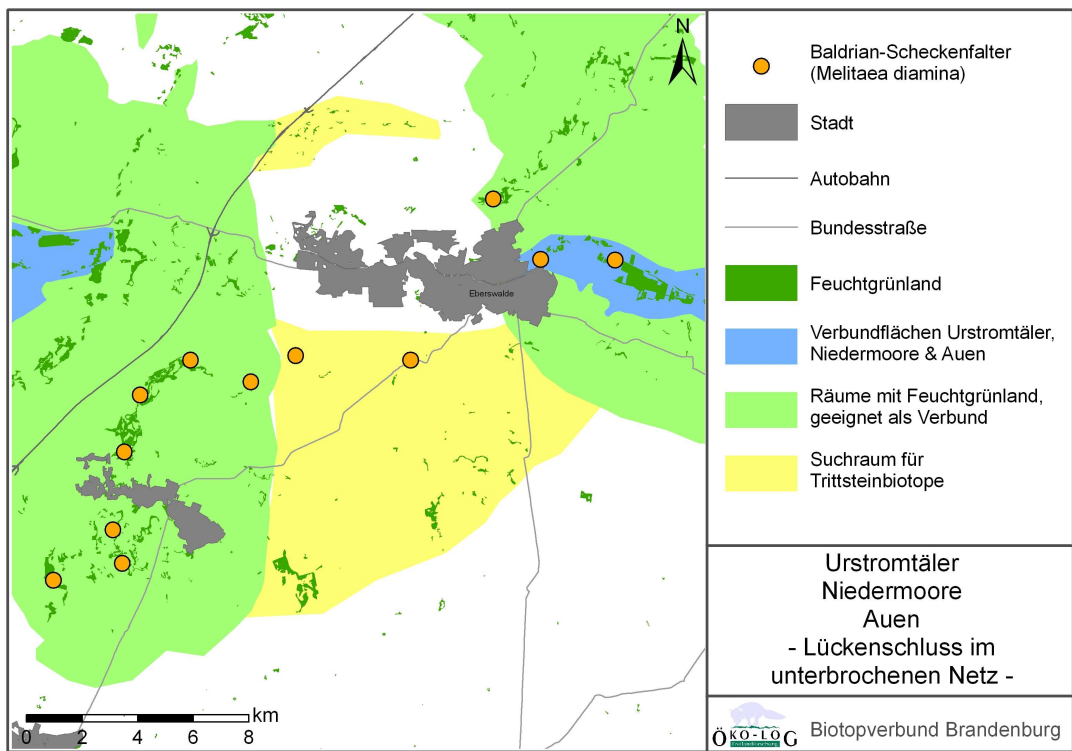 N
Eberswalde
km
0 2 4 6 8
Baldrian-Scheckenfalter
(Melitaea diamina)
Stadt
Autobahn
Bundesstraße
Feuchtgrünland
Verbundflächen Urstromtäler,
Niedermoore & Auen
Räume mit Feuchtgrünland,
geeignet als Verbund
Suchraum für
Trittsteinbiotope
Urstromtäler
Niedermoore
Auen
- Lückenschluss im
unterbrochenen Netz -
ÖKO-LOG
Biotopverbund Brandenburg